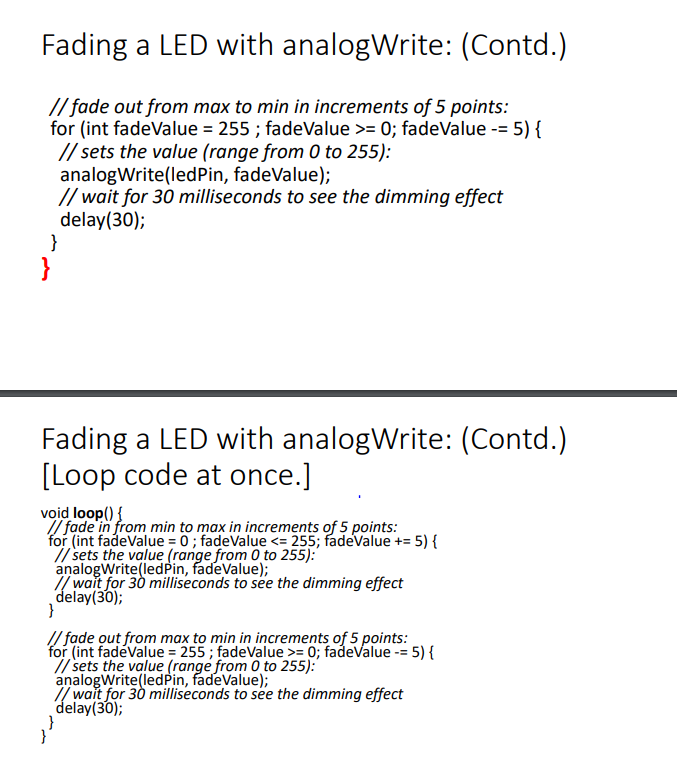 Fading a LED with analogWrite: (Contd.)
// fade out from max to min in increments of 5 points:
for (int fadeValue = 255 ; fadeValue >= 0; fadeValue -= 5) {
// sets the value (range from 0 to 255):
analogWrite(ledPin, fadeValue);
// wait for 30 milliseconds to see the dimming effect
delay(30);
}
}
Fading a LED with analogWrite: (Contd.)
[Loop code at once.]
void loop() {
// fade in from min to max in increments of 5 points:
for (int fadeValue = 0 ; fadeValue <= 255; fadeValue += 5) {
// sets the value (range from 0 to 255):
analogWrite(ledPin, fadeValue);
// wait for 30 milliseconds to see the dimming effect
delay(30);
}
// fade out from max to min in increments of 5 points:
for (int fadeValue = 255 ; fadeValue >= 0; fadeValue -= 5) {
// sets the value (range from 0 to 255):
analogWrite(ledPin, fadeValue);
// wait for 30 milliseconds to see the dimming effect
delay(30);
}
}